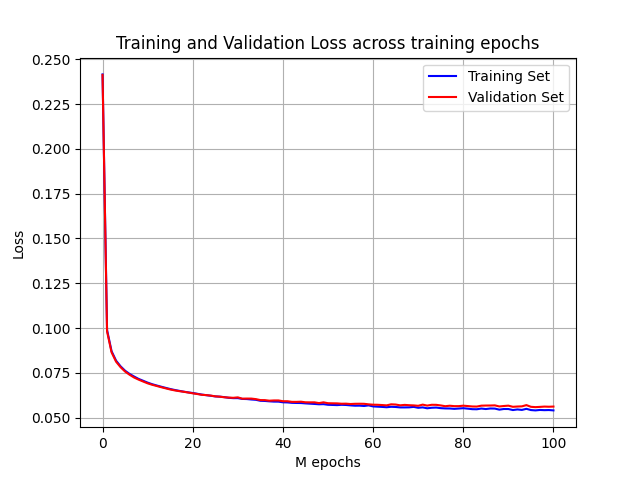 Training and Validation Loss across training epochs
0.250
0.225
0.200
0.175
0.150
0.125
0.100
0.075
0.050
Loss
Training Set
Validation Set
0 20 40 60 80 100
M epochs